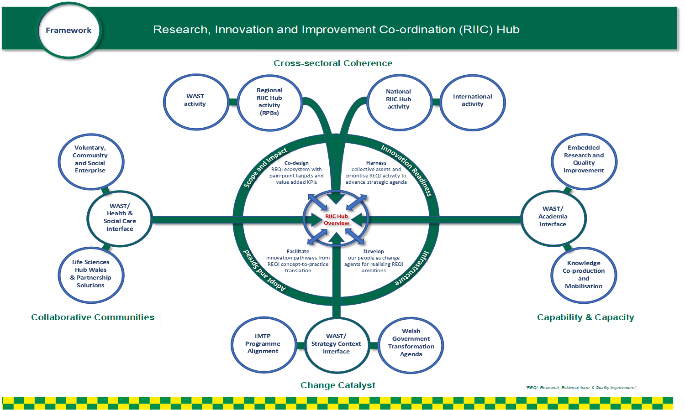 Framework
Research, Innovation and Improvement Co-ordination (RIIC) Hub
Cross-sectoral Coherence
WAST
activity
Regional
RIIC Hub
activity
(RPBs)
National
RIIC Hub
activity
International
activity
Voluntary,
Community
and Social
Enterprise
WAST/
Health &
Social Care
Interface
Life Sciences
Hub Wales
& Partnership
Solutions
Collaborative Communities
Scope and Impact
Innovation Readiness
Adopt and Spread
Infrastructure
Co-design
REQI ecosystem with
pain-point targets and
value added KPIs
Harness
collective assets and
prioritise REQI activity to
advance strategic agenda
RIIC Hub
Overview
Facilitate
innovation pathways from
REQI concept-to-practice
translation
Develop
our people as change
agents for realising REQI
ambitions
Embedded
Research and
Quality
Improvement
WAST/
Academia
Interface
Knowledge
Co-production
and
Mobilisation
Capability & Capacity
IMTP
Programme
Alignment
WAST/
Strategy Context
Interface
Welsh
Government
Transformation
Agenda
Change Catalyst
*REQI: Research, Evidence-base & Quality Improvement